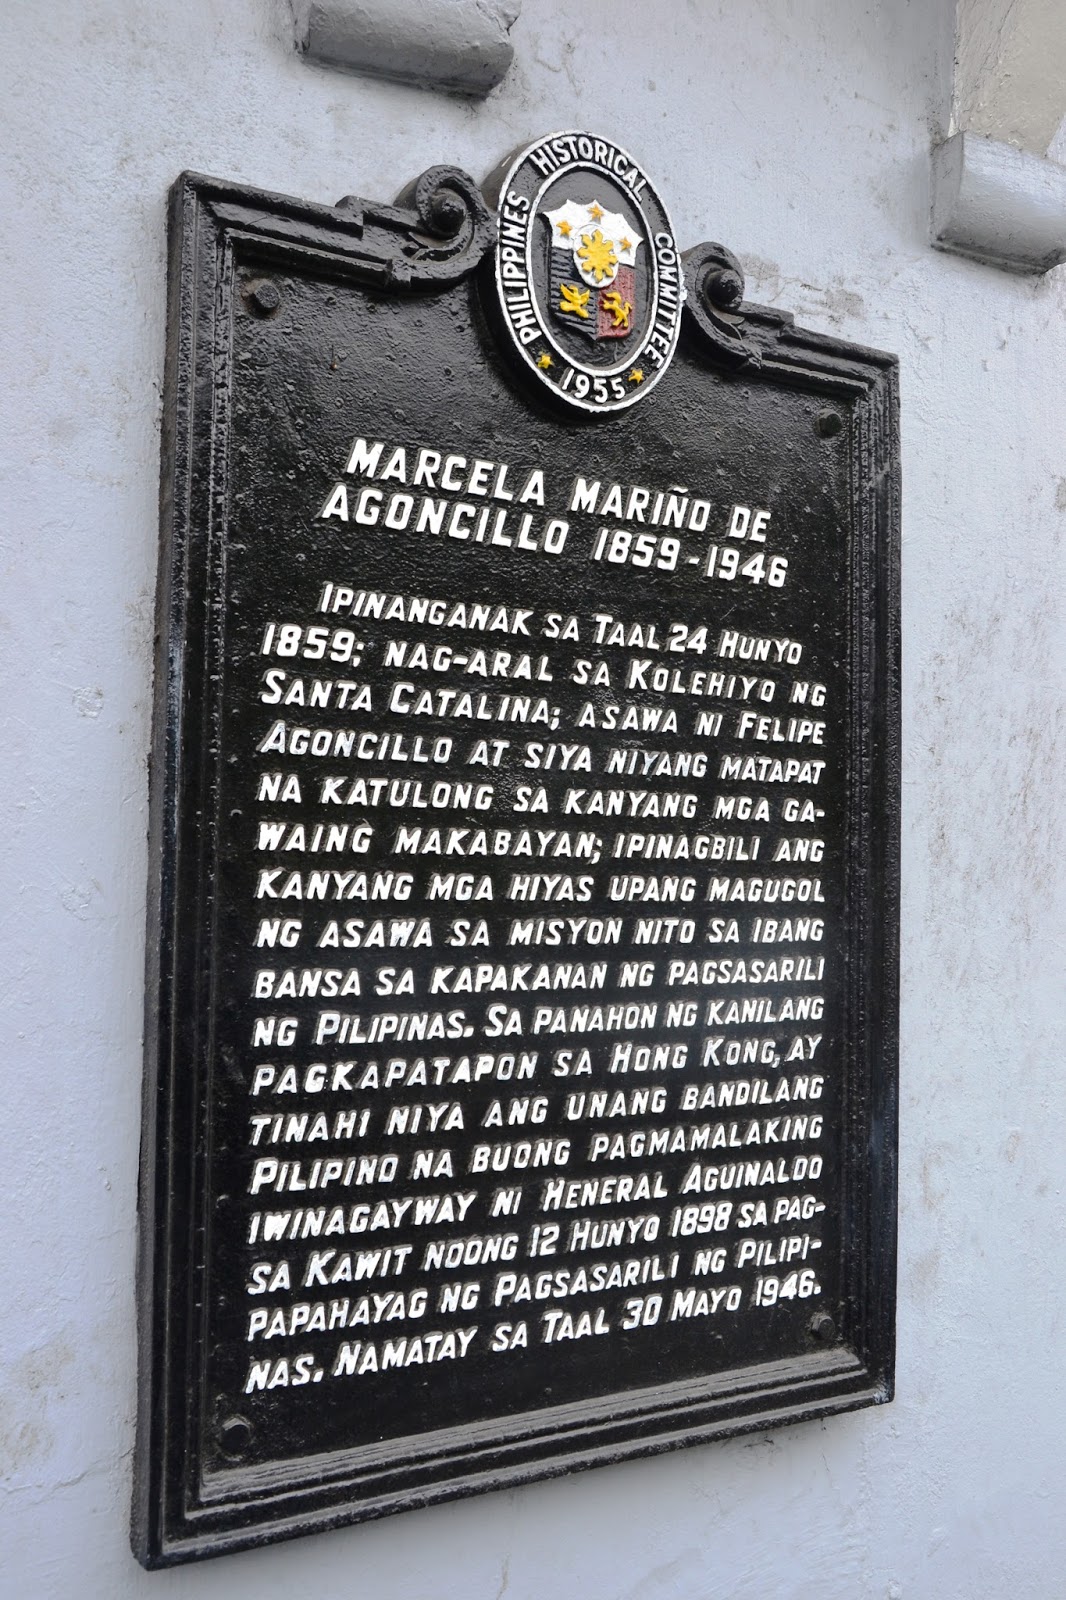 PHILIPPINES HISTORICAL COMMITTEE
1955
MARCELA MARIÑO DE
AGONCILLO 1859-1946
IPINANGANAK SA TAAL 24 HUNYO
1859; NAG-ARAL SA KOLEHIYO NG
SANTA CATALINA; ASAWA NI FELIPE
AGONCILLO AT SIYA NIYANG MATAPAT
NA KATULONG SA KANYANG MGA GA-
WAING MAKABAYAN; IPINAGBILI ANG
KANYANG MGA HIYAS UPANG MAGUGOL
NG ASAWA SA MISYON NITO SA IBANG
BANSA SA KAPAKANAN NG PAGSASARILI
NG PILIPINAS. SA PANAHON NG KANILANG
PAGKAPATAPON SA HONG KONG, AY
TINAHI NIYA ANG UNANG BANDILANG
PILIPINO NA BUONG PAGMAMALAKING
IWINAGAYWAY NI HENERAL AGUINALDO
SA KAWIT NOONG 12 HUNYO 1898 SA PAG-
PAPAHAYAG NG PAGSASARILI NG PILIPI-
NAS. NAMATAY SA TAAL 30 MAYO 1946.